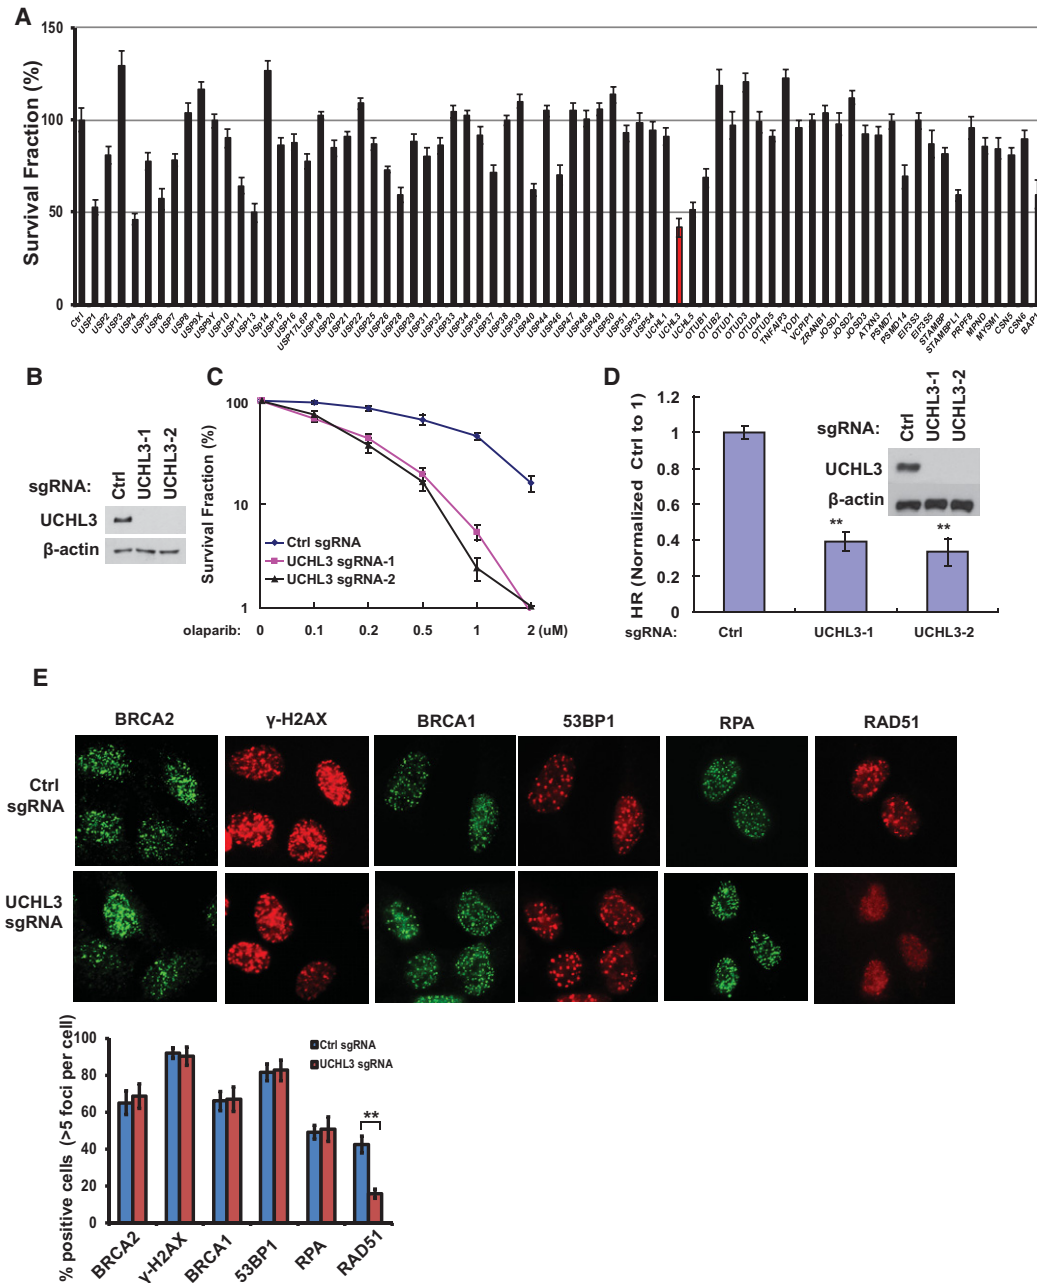 A
Survival Fraction (%)
150
100
50
0
Ctrl
USP1
USP2
USP3
USP4
USP5
USP6
USP7
USP8
USP9X
USP9Y
USP10
USP11
USP13
USp14
USP15
USP16
USP17L6P
USP18
USP20
USP21
USP22
USP25
USP26
USP28
USP29
USP31
USP32
USP33
USP34
USP36
USP37
USP38
USP39
USP40
USP44
USP46
USP47
USP48
USP49
USP50
USP51
USP53
USP54
UCHL1
UCHL3
UCHL5
OTUB1
OTUB2
OTUD1
OTUD3
OTUD4
OTUD5
TNFAIP3
YOD1
VCPIP1
ZRANB1
JOSD1
JOSD2
JOSD3
ATXN3
PSMD7
PSMD14
EIF3S3
EIF3S5
STAMBP
STAMBPL1
PRPF8
MPND
MYSM1
CSN5
CSN6
BAP1
B
sgRNA:
Ctrl
UCHL3-1
UCHL3-2
UCHL3
β-actin
C
Survival Fraction (%)
100
10
1
Ctrl sgRNA
UCHL3 sgRNA-1
UCHL3 sgRNA-2
olaparib: 0 0.1 0.2 0.5 1 2 (uM)
D
HR (Normalized Ctrl to 1)
1.2
1
0.8
0.6
0.4
0.2
0
sgRNA:
Ctrl
UCHL3-1
UCHL3-2
UCHL3
β-actin
**
**
sgRNA: Ctrl UCHL3-1 UCHL3-2
E
BRCA2 γ-H2AX BRCA1 53BP1 RPA RAD51
Ctrl
sgRNA
UCHL3
sgRNA
% positive cells (>5 foci per cell)
100
80
60
40
20
0
Ctrl sgRNA
UCHL3 sgRNA
**
BRCA2
γ-H2AX
BRCA1
53BP1
RPA
RAD51